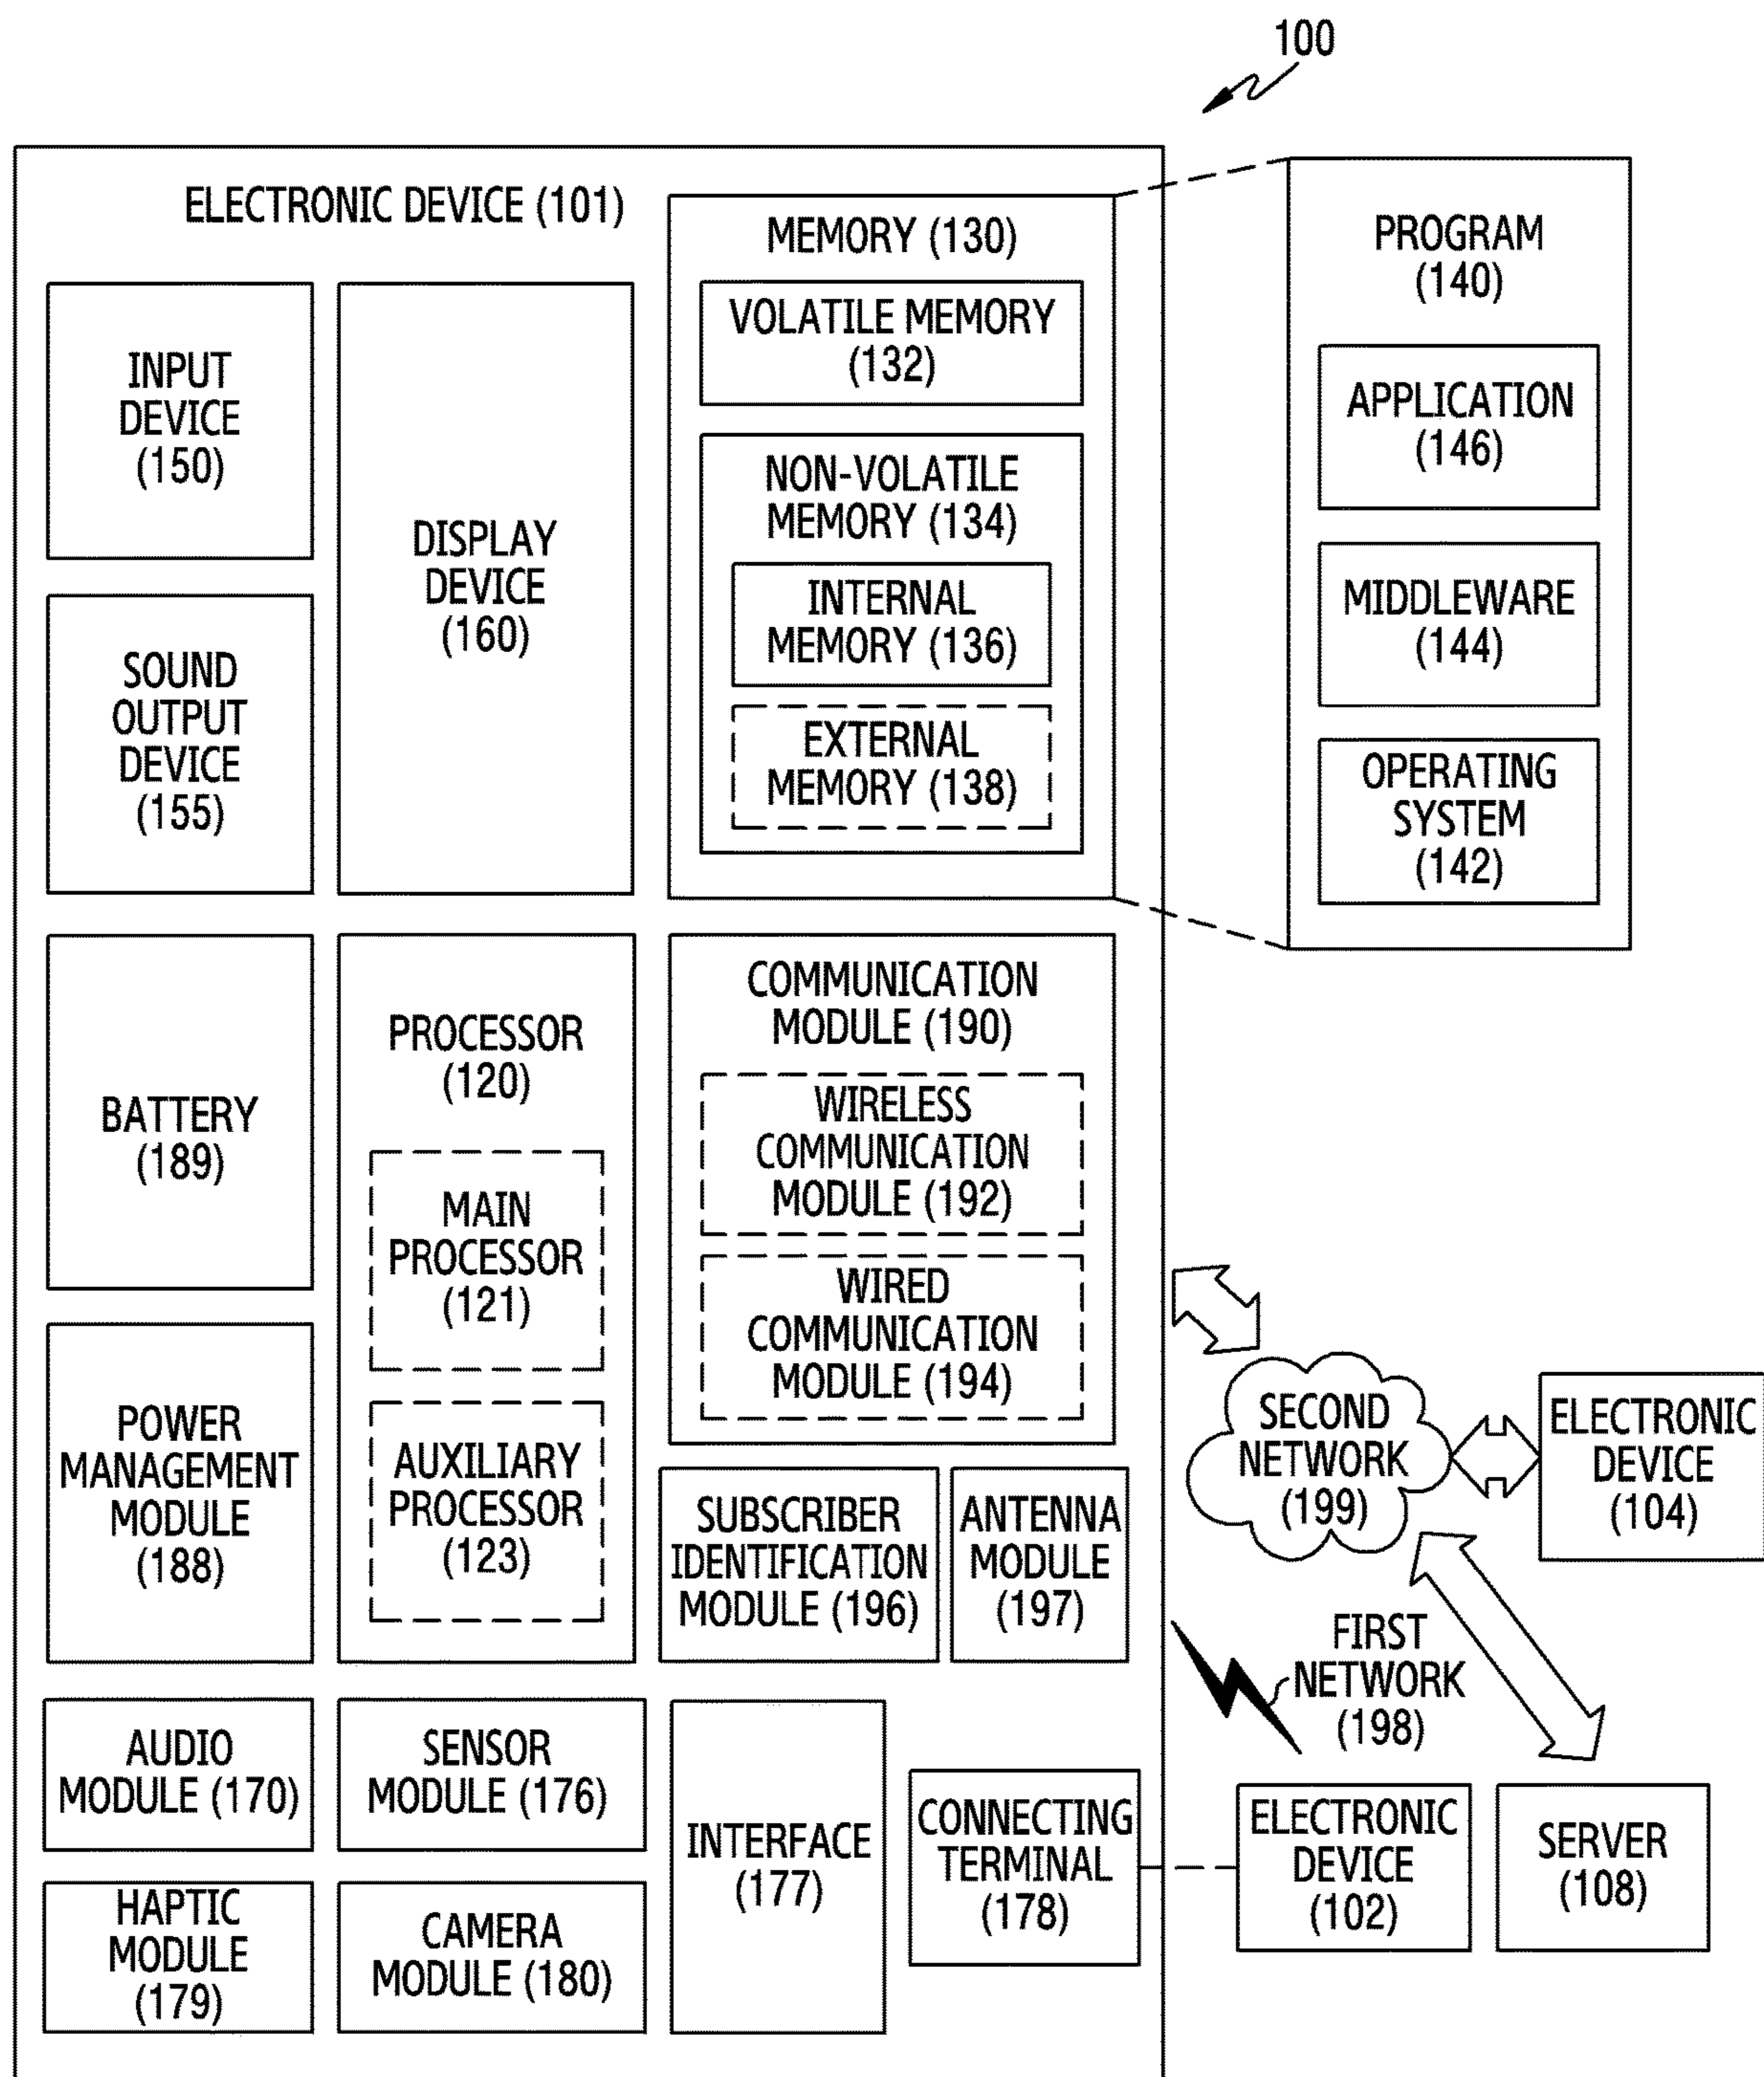 100
ELECTRONIC DEVICE (101)
INPUT
DEVICE
(150)
SOUND
OUTPUT
DEVICE
(155)
DISPLAY
DEVICE
(160)
MEMORY (130)
VOLATILE MEMORY
(132)
NON-VOLATILE
MEMORY (134)
INTERNAL
MEMORY (136)
EXTERNAL
MEMORY (138)
PROGRAM
(140)
APPLICATION
(146)
MIDDLEWARE
(144)
OPERATING
SYSTEM
(142)
BATTERY
(189)
POWER
MANAGEMENT
MODULE
(188)
PROCESSOR
(120)
MAIN
PROCESSOR
(121)
AUXILIARY
PROCESSOR
(123)
COMMUNICATION
MODULE (190)
WIRELESS
COMMUNICATION
MODULE (192)
WIRED
COMMUNICATION
MODULE (194)
SUBSCRIBER
IDENTIFICATION
MODULE (196)
ANTENNA
MODULE
(197)
SECOND
NETWORK
(199)
ELECTRONIC
DEVICE
(104)
FIRST
NETWORK
(198)
AUDIO
MODULE (170)
SENSOR
MODULE (176)
INTERFACE
(177)
CONNECTING
TERMINAL
(178)
ELECTRONIC
DEVICE
(102)
SERVER
(108)
HAPTIC
MODULE
(179)
CAMERA
MODULE (180)